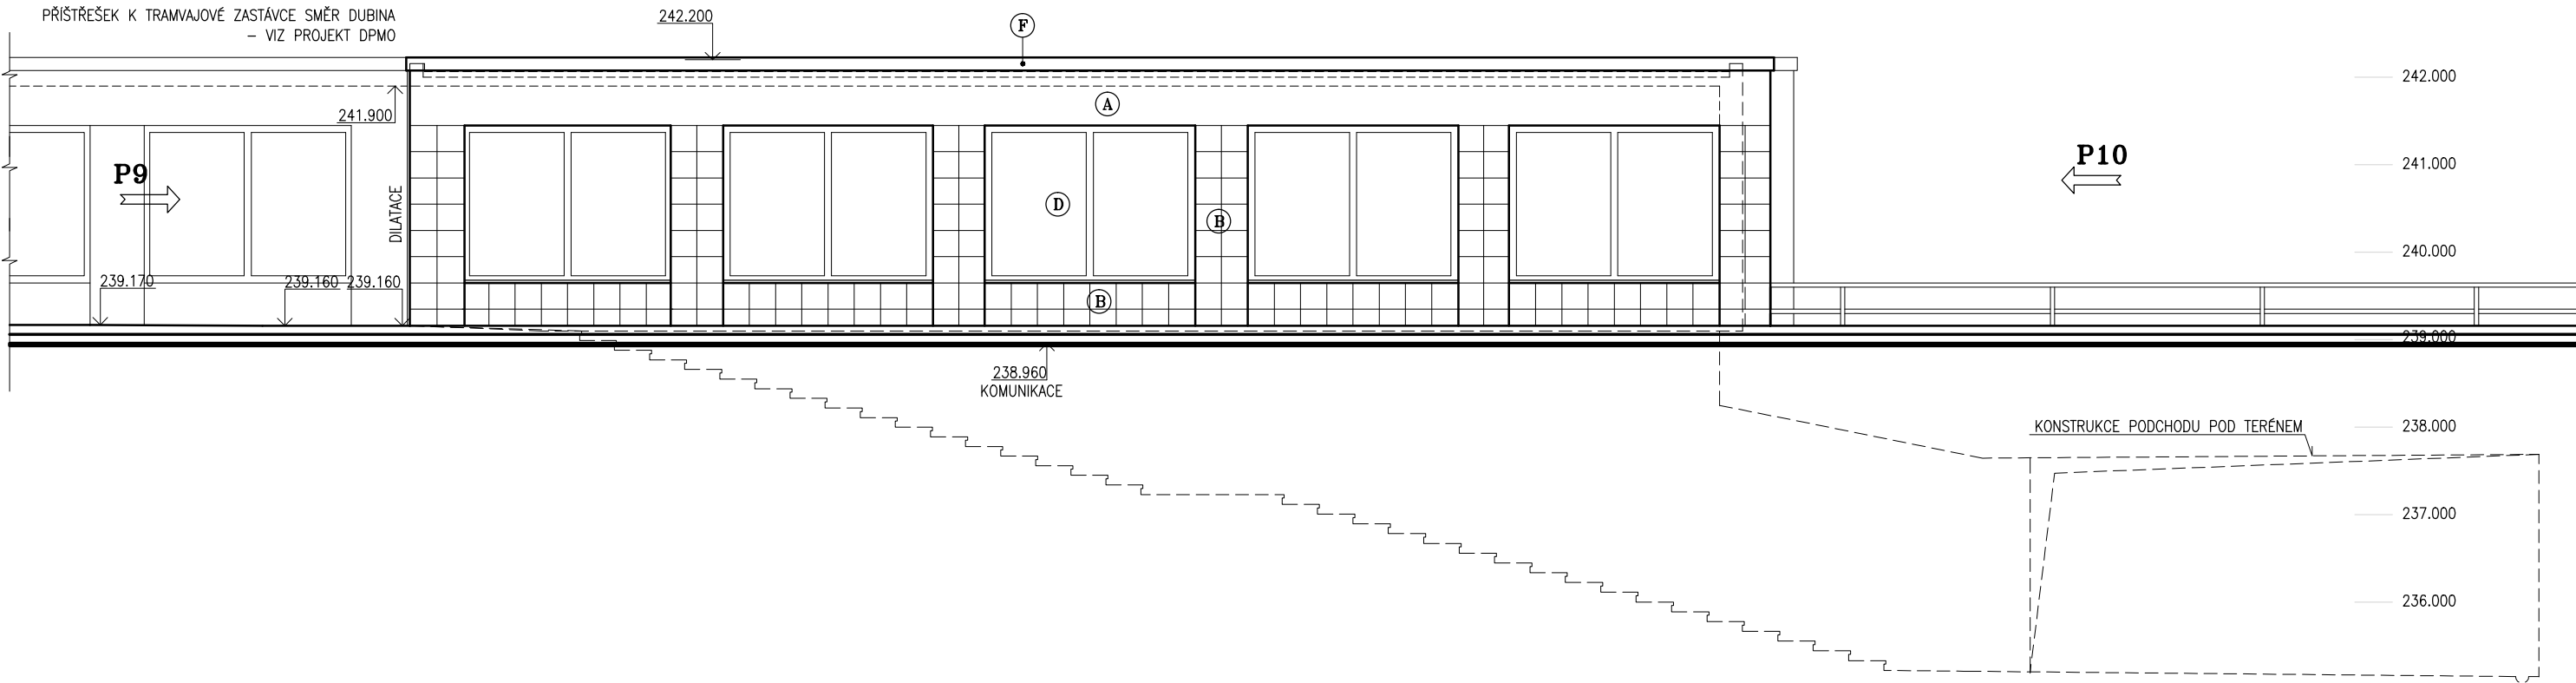 PŘÍŠTŘEŠEK K TRAMVAJOVÉ ZASTÁVCE SMĚR DUBINA
– VIZ PROJEKT DPMO
242.200
F
242.000
241.900
A
P9
P10
241.000
DILATACE
D
B
240.000
239.170
239.160
239.160
B
239.000
238.960
KOMUNIKACE
KONSTRUKCE PODCHODU POD TERÉNEM
238.000
237.000
236.000